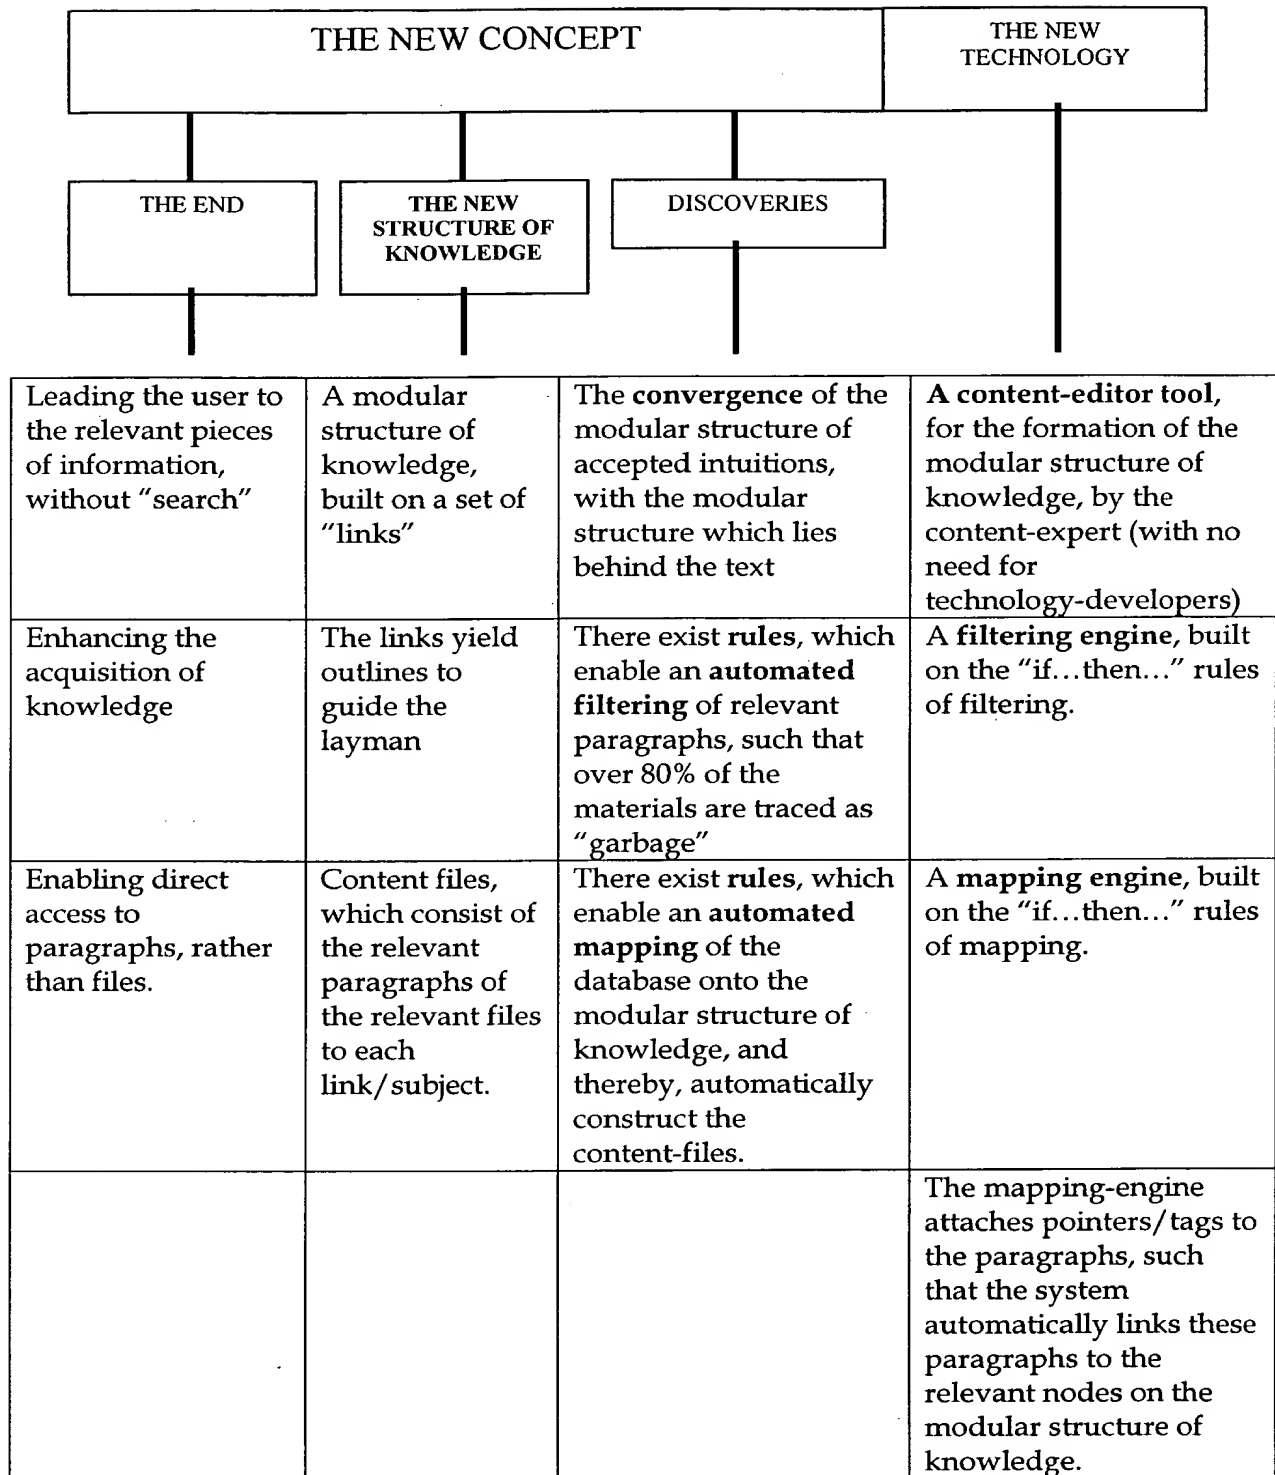 THE NEW CONCEPT
THE NEW
TECHNOLOGY
THE END
THE NEW
STRUCTURE OF
KNOWLEDGE
DISCOVERIES
Leading the user to
the relevant pieces
of information,
without "search"
A modular
structure of
knowledge,
built on a set of
"links"
The convergence of the
modular structure of
accepted intuitions,
with the modular
structure which lies
behind the text
A content-editor tool,
for the formation of the
modular structure of
knowledge, by the
content-expert (with no
need for
technology-developers)
Enhancing the
acquisition of
knowledge
The links yield
outlines to
guide the
layman
There exist rules, which
enable an automated
filtering of relevant
paragraphs, such that
over 80% of the
materials are traced as
"garbage"
A filtering engine, built
on the "if...then..." rules
of filtering.
Enabling direct
access to
paragraphs, rather
than files.
Content files,
which consist of
the relevant
paragraphs of
the relevant files
to each
link/subject.
There exist rules, which
enable an automated
mapping of the
database onto the
modular structure of
knowledge, and
thereby, automatically
construct the
content-files.
A mapping engine, built
on the "if...then..." rules
of mapping.
The mapping-engine
attaches pointers/tags to
the paragraphs, such
that the system
automatically links these
paragraphs to the
relevant nodes on the
modular structure of
knowledge.